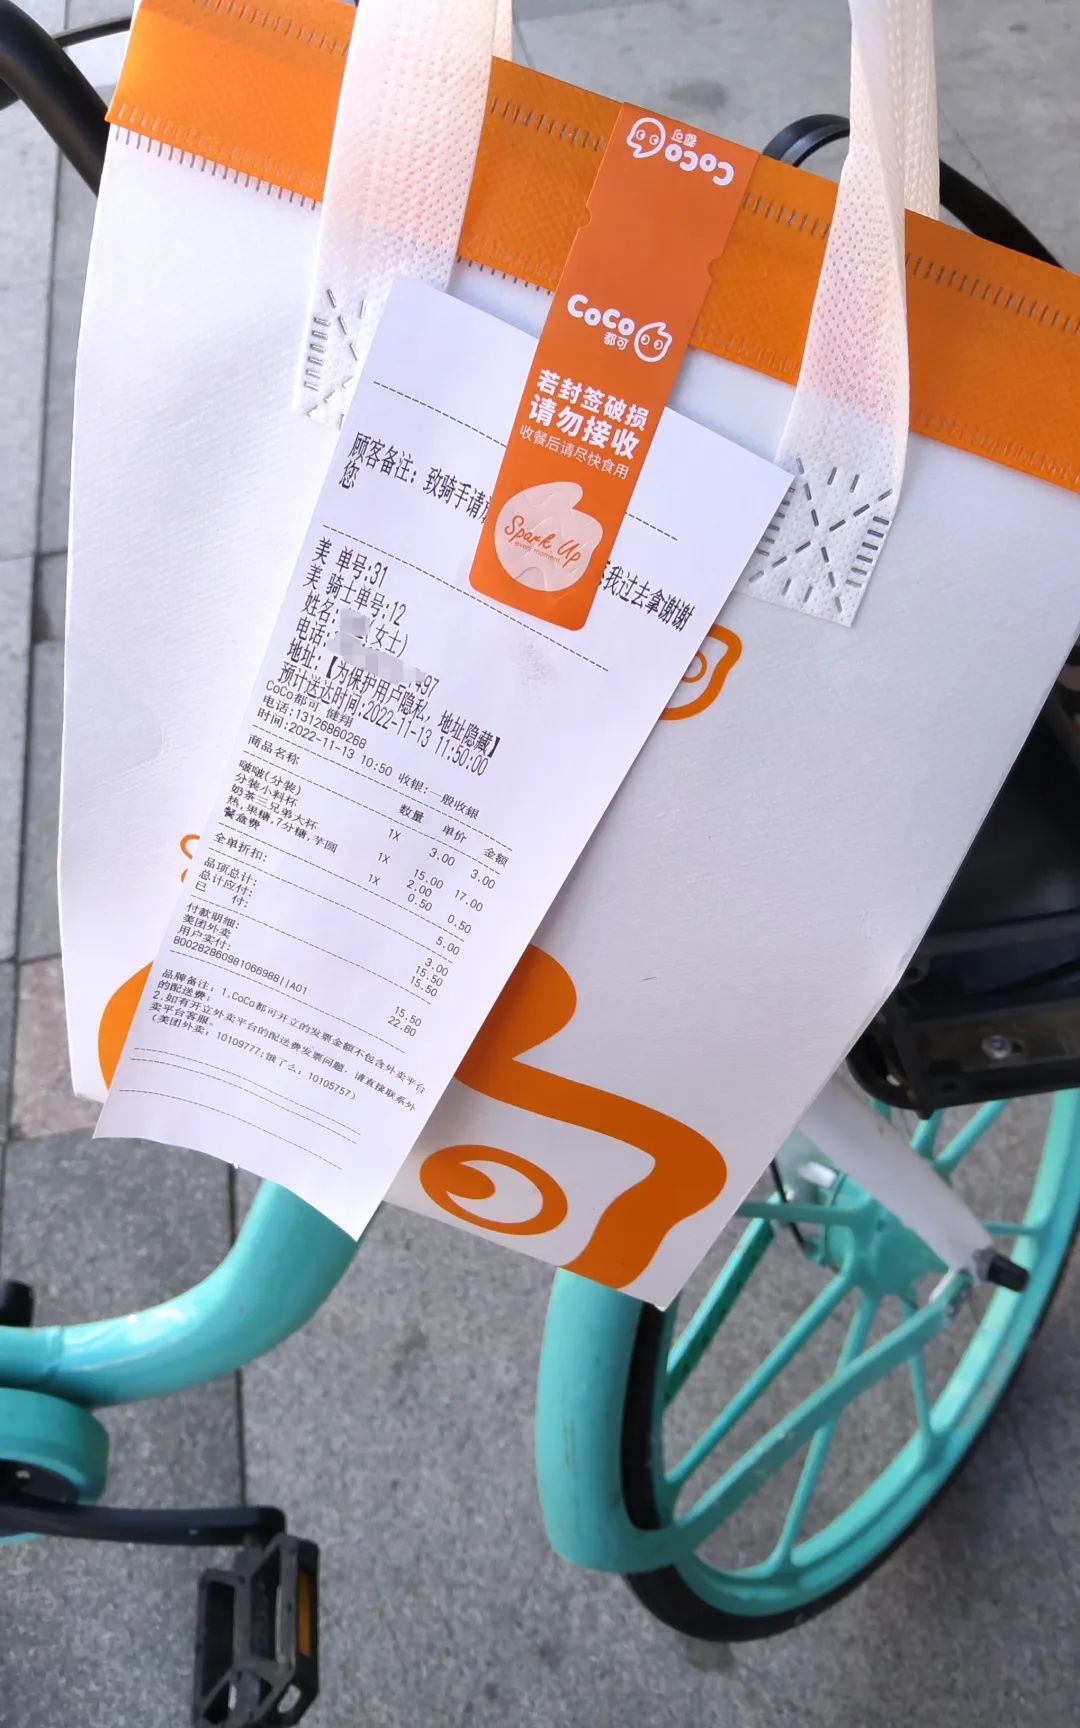 CoCo
都可
CoCo
都可
若封签破损
请勿接收
收餐后请尽快食用
Spark Up
every moment
顾客备注：致骑手请
我过去拿谢谢
您
美 单号:31
美 骑士单号:12
姓名: (女士)
电话: 497
地址:【为保护用户隐私，地址隐藏】
预计送达时间:2022-11-13 11:50:00
CoCo都可 健翔
电话:13126860268
时间:2022-11-13 10:50 收银:一般收银
商品名称 数量 单价 金额
啵啵(分装) 1X 3.00 3.00
分装小料杯
奶茶三兄弟大杯 1X 15.00 17.00
热,果糖,7分糖,芋圆 2.00
餐盒费 1X 0.50 0.50
全单折扣: 5.00
品项总计: 3.00
总计应付: 15.50
已 付: 15.50
付款明细:
美团外卖 15.50
用户实付: 22.60
800282860981066988||A01
品牌备注：1.CoCo都可开立的发票金额不包含外卖平台
的配送费；
2.如有开立外卖平台的配送费发票问题，请直接联系外
卖平台客服。
(美团外卖：10109777;饿了么：10105757)